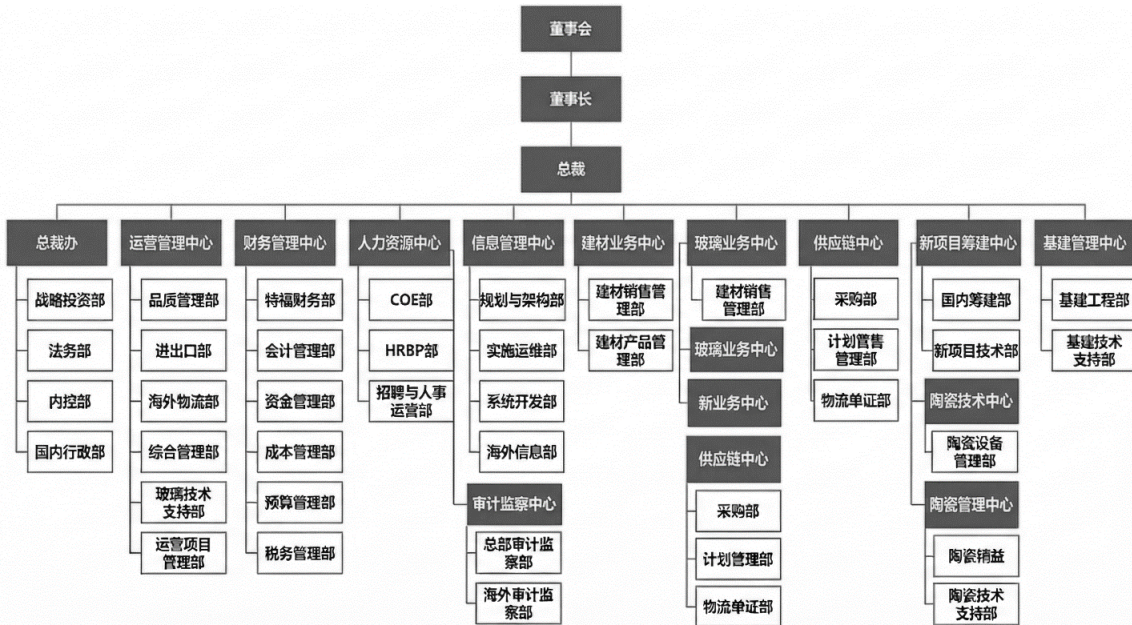 董事会
董事长
总裁
总裁办
战略投资部
法务部
内控部
国内行政部
运营管理中心
品质管理部
进出口部
海外物流部
综合管理部
玻璃技术
支持部
运营项目
管理部
财务管理中心
特福财务部
会计管理部
资金管理部
成本管理部
预算管理部
税务管理部
人力资源中心
COE部
HRBP部
招聘与人事
运营部
信息管理中心
规划与架构部
实施运维部
系统开发部
海外信息部
审计监察中心
总部审计监
察部
海外审计监
察部
建材业务中心
建材销售管
理部
建材产品管
理部
玻璃业务中心
建材销售
管理部
玻璃业务中心
新业务中心
供应链中心
采购部
计划管理部
物流单证部
供应链中心
采购部
计划管售
管理部
物流单证部
新项目筹建中心
国内筹建部
新项目技术部
陶瓷技术中心
陶瓷设备
管理部
陶瓷管理中心
陶瓷销益
陶瓷技术
支持部
基建管理中心
基建工程部
基建技术
支持部